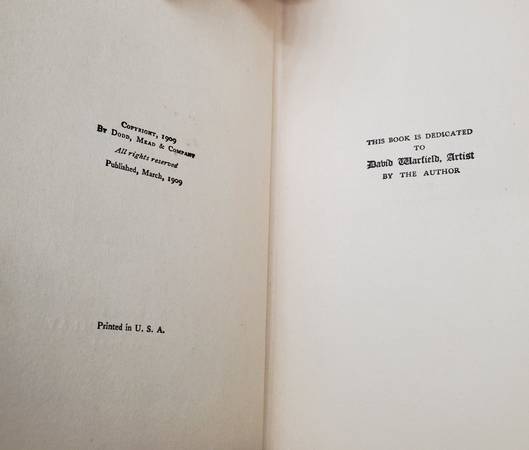 COPYRIGHT, 1909
BY DODD, MEAD & COMPANY
All rights reserved
Published, March, 1909
Printed in U. S. A.
THIS BOOK IS DEDICATED
TO
David Warfield, Artist
BY THE AUTHOR